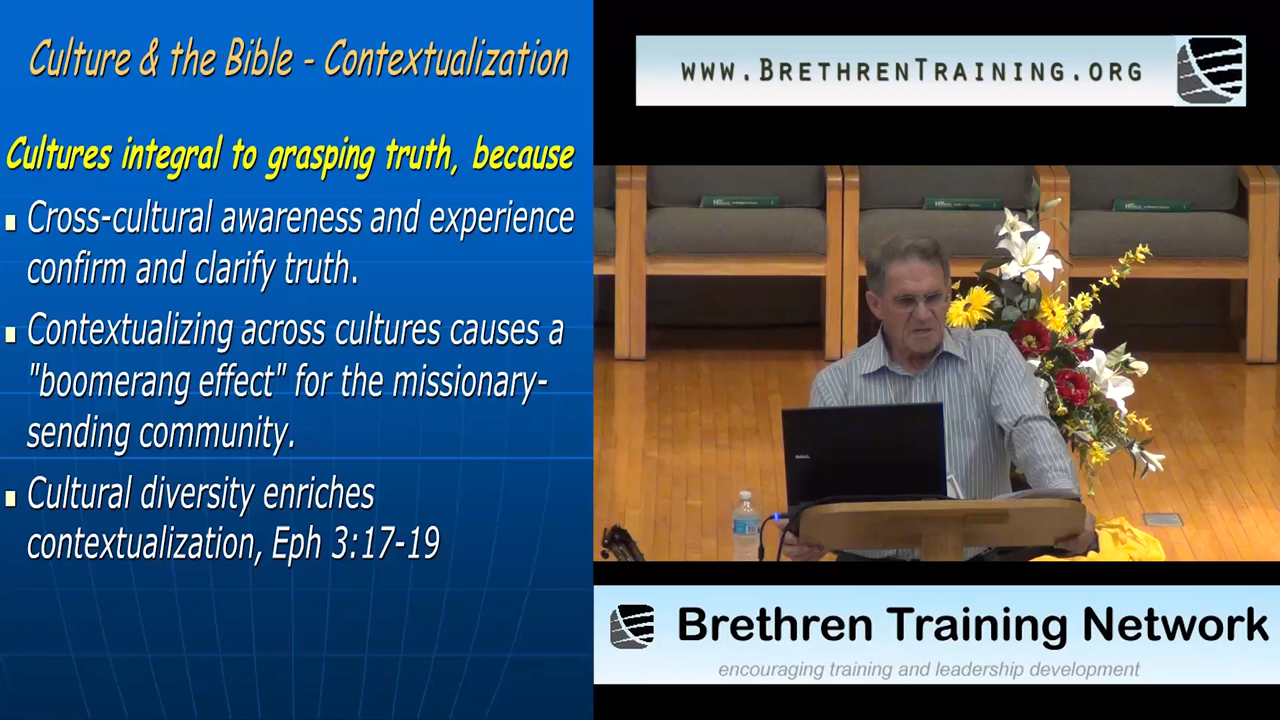 Culture & the Bible - Contextualization
Cultures integral to grasping truth, because
Cross-cultural awareness and experience
confirm and clarify truth.
Contextualizing across cultures causes a
"boomerang effect" for the missionary-
sending community.
Cultural diversity enriches
contextualization, Eph 3:17-19
www.BrethrenTraining.org
DELL
Brethren Training Network
encouraging training and leadership development